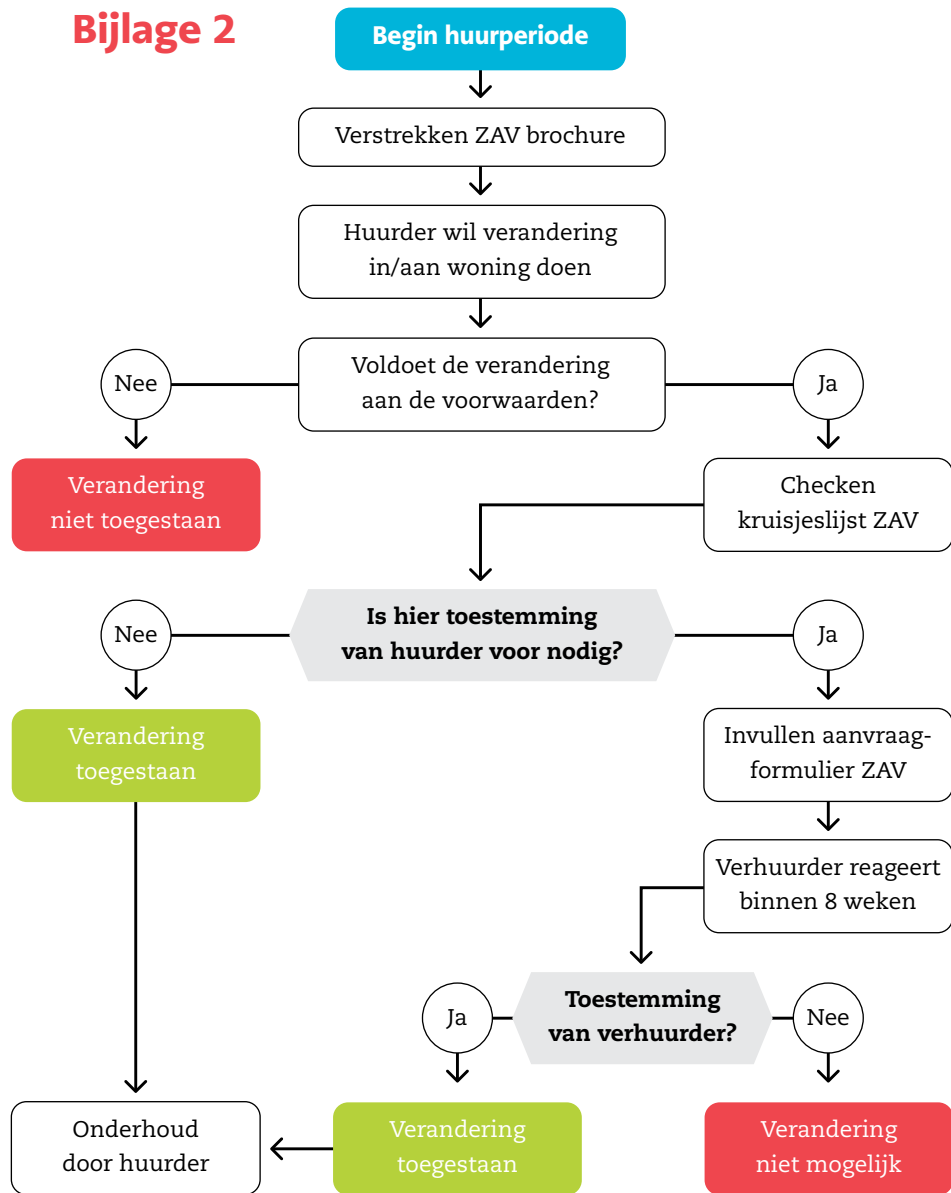 Bijlage 2
Begin huurperiode
Verstrekken ZAV brochure
Huurder wil verandering
in/aan woning doen
Voldoet de verandering
aan de voorwaarden?
Nee
Ja
Verandering
niet toegestaan
Checken
kruisjeslijst ZAV
Is hier toestemming
van huurder voor nodig?
Nee
Ja
Verandering
toegestaan
Invullen aanvraag-
formulier ZAV
Verhuurder reageert
binnen 8 weken
Toestemming
van verhuurder?
Ja
Nee
Onderhoud
door huurder
Verandering
toegestaan
Verandering
niet mogelijk